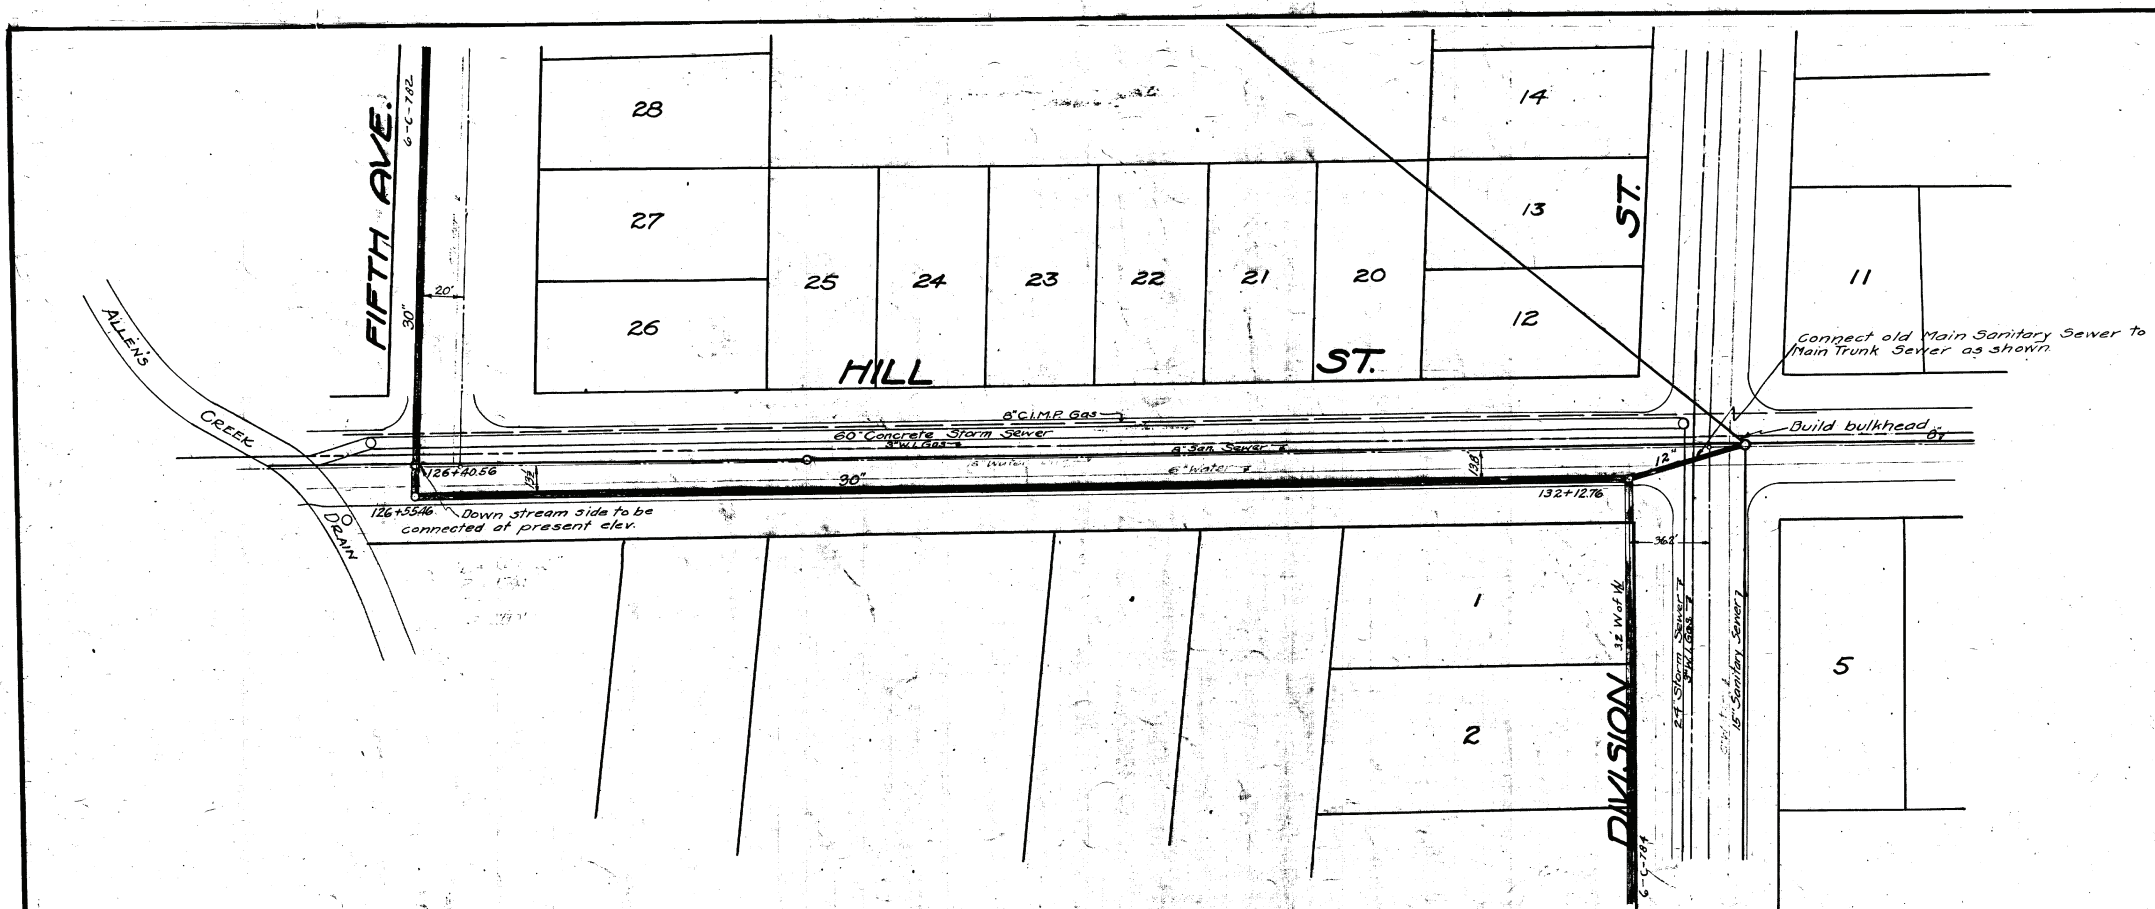 FIFTH AVE.
6-C-782
28
14
27
13
ST.
25
24
23
22
21
20
11
20'
30"
26
12
ALLEN'S
CREEK
DRAIN
HILL ST.
Connect old Main Sanitary Sewer to
Main Trunk Sewer as shown.
8" C.I.M.P. Gas
60" Concrete Storm Sewer
3" W.I. Gas
8" San. Sewer
6" Water
Build bulkhead
12"
126+40.56
30"
13.8'
132+12.76
126+55.46
Down stream side to be
connected at present elev.
36.2'
1
32' W of
24" Storm Sewer
3" W.I. Gas
15" Sanitary Sewer
5
2
DIVISION
6-C-784